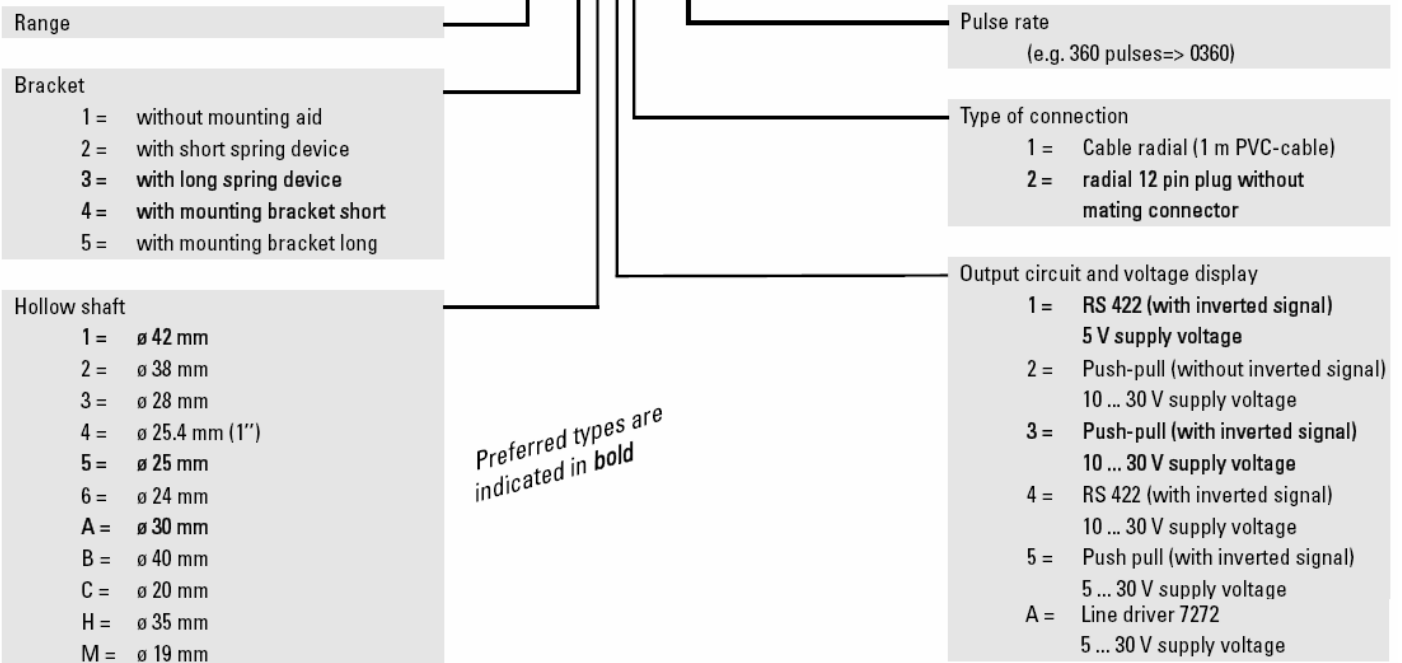 Range
Bracket
1 = without mounting aid
2 = with short spring device
3 = with long spring device
4 = with mounting bracket short
5 = with mounting bracket long
Hollow shaft
1 = ø 42 mm
2 = ø 38 mm
3 = ø 28 mm
4 = ø 25.4 mm (1’’)
5 = ø 25 mm
6 = ø 24 mm
A = ø 30 mm
B = ø 40 mm
C = ø 20 mm
H = ø 35 mm
M = ø 19 mm
Preferred types are
indicated in bold
Pulse rate
(e.g. 360 pulses=> 0360)
Type of connection
1 = Cable radial (1 m PVC-cable)
2 = radial 12 pin plug without
mating connector
Output circuit and voltage display
1 = RS 422 (with inverted signal)
5 V supply voltage
2 = Push-pull (without inverted signal)
10 ... 30 V supply voltage
3 = Push-pull (with inverted signal)
10 ... 30 V supply voltage
4 = RS 422 (with inverted signal)
10 ... 30 V supply voltage
5 = Push pull (with inverted signal)
5 ... 30 V supply voltage
A = Line driver 7272
5 ... 30 V supply voltage